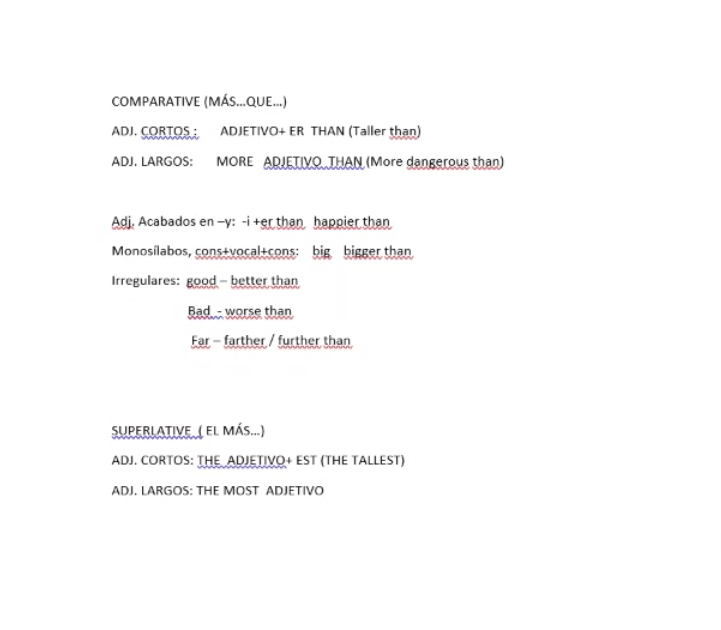 COMPARATIVE (MÁS...QUE...)
ADJ. CORTOS : ADJETIVO+ ER THAN (Taller than)
ADJ. LARGOS: MORE ADJETIVO THAN (More dangerous than)
Adj. Acabados en –y: -i +er than happier than
Monosílabos, cons+vocal+cons: big bigger than
Irregulares: good – better than
Bad - worse than
Far – farther / further than
SUPERLATIVE ( EL MÁS...)
ADJ. CORTOS: THE ADJETIVO+ EST (THE TALLEST)
ADJ. LARGOS: THE MOST ADJETIVO